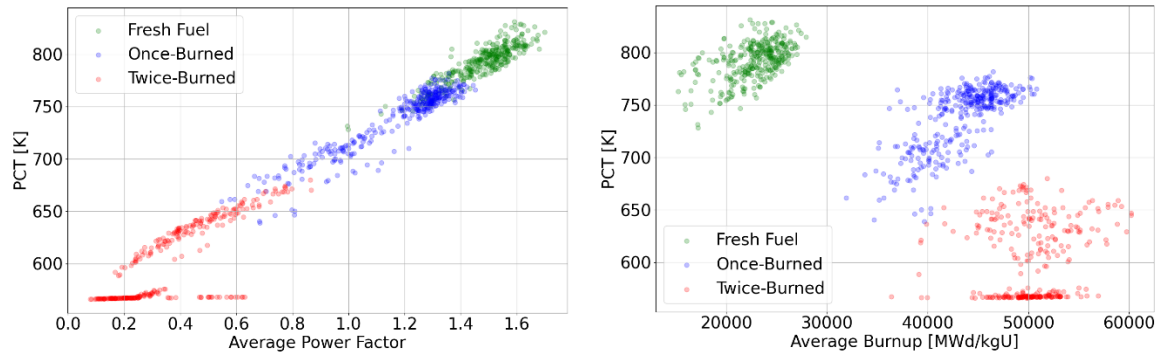 Fresh Fuel
Once-Burned
Twice-Burned
800
750
700
650
600
PCT [K]
0.0 0.2 0.4 0.6 0.8 1.0 1.2 1.4 1.6
Average Power Factor
800
750
700
650
600
PCT [K]
Fresh Fuel
Once-Burned
Twice-Burned
20000 30000 40000 50000 60000
Average Burnup [MWd/kgU]